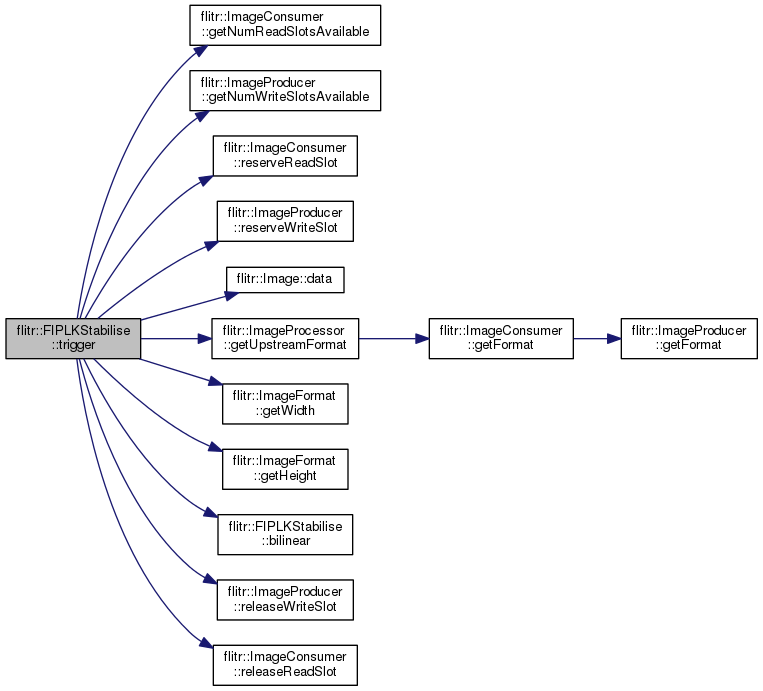 flitr::ImageConsumer
::getNumReadSlotsAvailable
flitr::ImageProducer
::getNumWriteSlotsAvailable
flitr::ImageConsumer
::reserveReadSlot
flitr::ImageProducer
::reserveWriteSlot
flitr::Image::data
flitr::FIPLKStabilise
::trigger
flitr::ImageProcessor
::getUpstreamFormat
flitr::ImageConsumer
::getFormat
flitr::ImageProducer
::getFormat
flitr::ImageFormat
::getWidth
flitr::ImageFormat
::getHeight
flitr::FIPLKStabilise
::bilinear
flitr::ImageProducer
::releaseWriteSlot
flitr::ImageConsumer
::releaseReadSlot